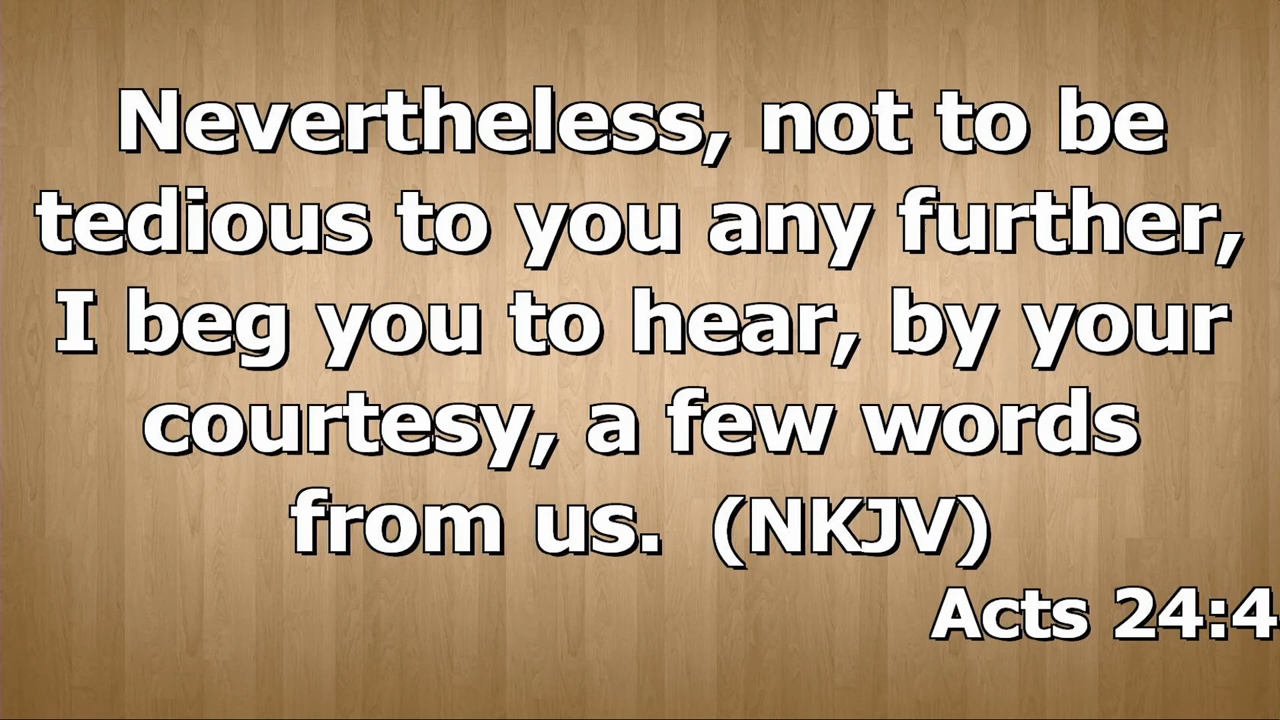 Nevertheless, not to be
tedious to you any further,
I beg you to hear, by your
courtesy, a few words
from us.  (NKJV)
Acts 24:4